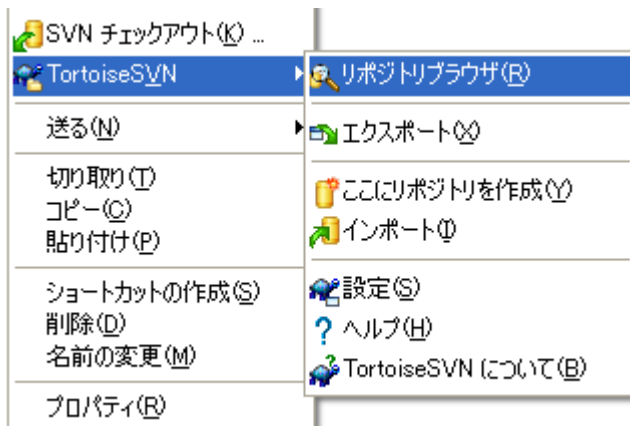 SVN チェックアウト(K) ...
TortoiseSVN
送る(N)
切り取り(T)
コピー(C)
貼り付け(P)
ショートカットの作成(S)
削除(D)
名前の変更(M)
プロパティ(R)
リポジトリブラウザ(R)
エクスポート(X)
ここにリポジトリを作成(Y)
インポート(I)
設定(S)
ヘルプ(H)
TortoiseSVN について(B)